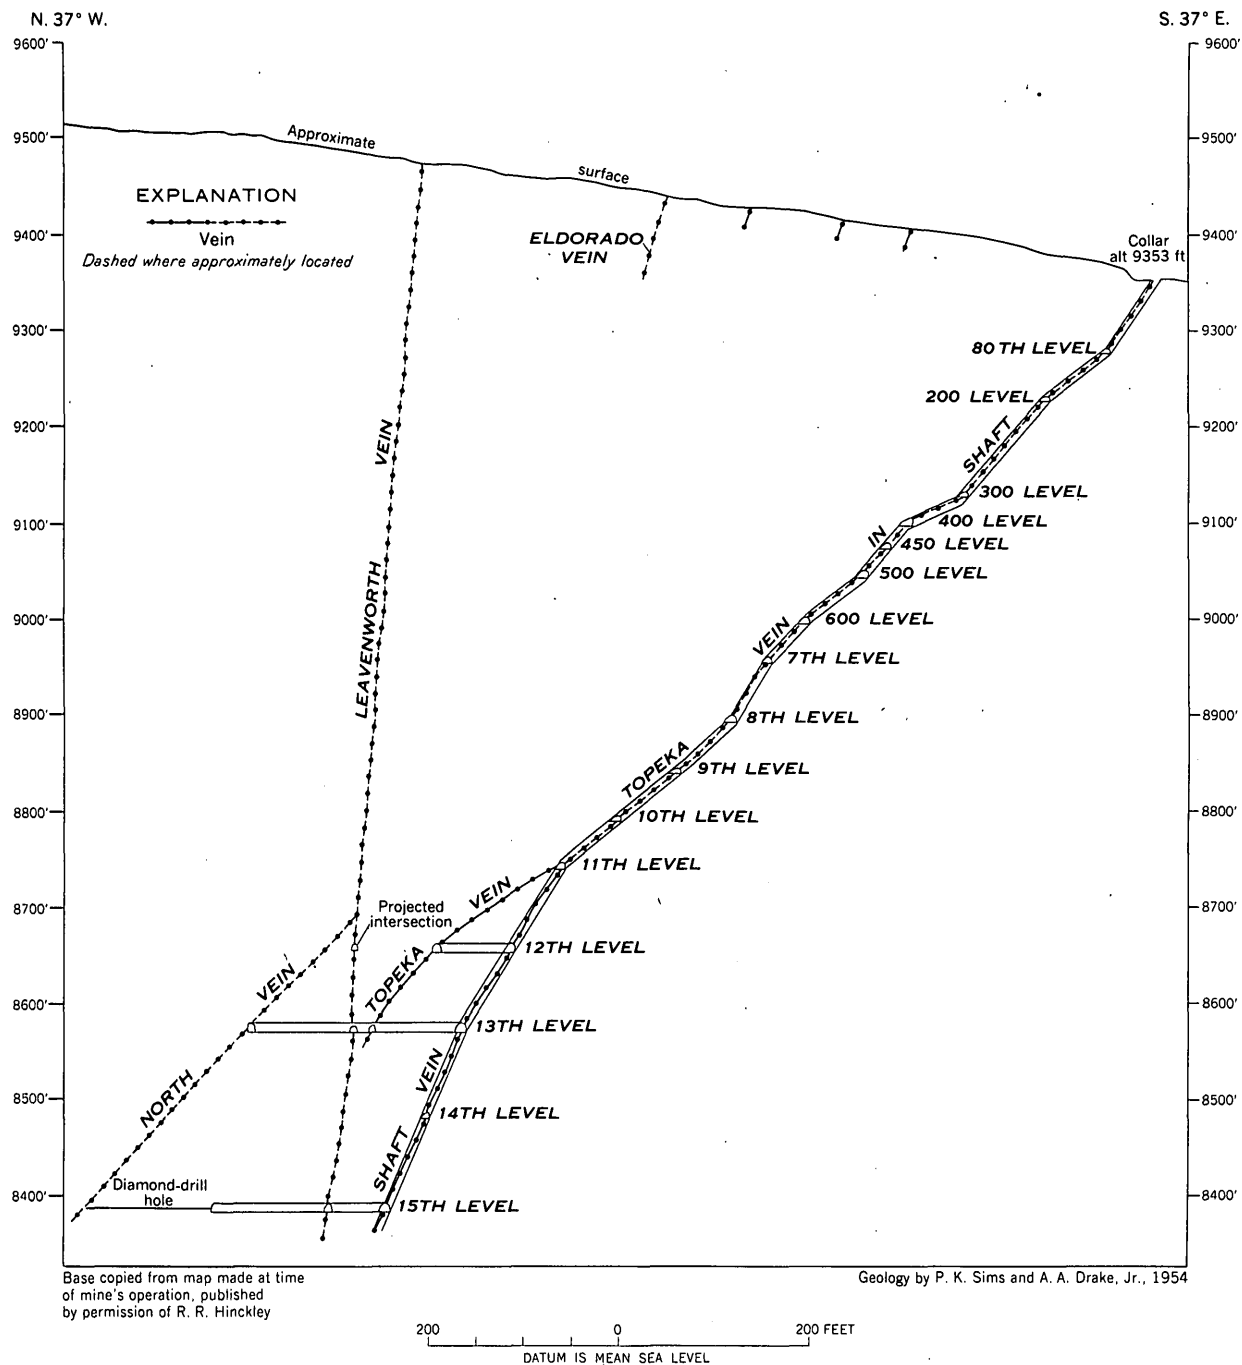 N. 37° W.
S. 37° E.
9600'
9600'
9500'
9500'
Approximate
surface
EXPLANATION
Vein
Dashed where approximately located
9400'
9400'
ELDORADO
VEIN
Collar
alt 9353 ft
9300'
9300'
80TH LEVEL
200 LEVEL
9200'
9200'
VEIN
SHAFT
300 LEVEL
9100'
9100'
400 LEVEL
IN
450 LEVEL
500 LEVEL
LEAVENWORTH
9000'
9000'
600 LEVEL
VEIN
7TH LEVEL
8900'
8900'
8TH LEVEL
TOPEKA
9TH LEVEL
8800'
8800'
10TH LEVEL
11TH LEVEL
VEIN
8700'
8700'
Projected
intersection
12TH LEVEL
VEIN
TOPEKA
8600'
8600'
13TH LEVEL
VEIN
NORTH
8500'
8500'
14TH LEVEL
SHAFT
8400'
8400'
Diamond-drill
hole
15TH LEVEL
Base copied from map made at time
of mine's operation, published
by permission of R. R. Hinckley
Geology by P. K. Sims and A. A. Drake, Jr., 1954
200 0 200 FEET
DATUM IS MEAN SEA LEVEL